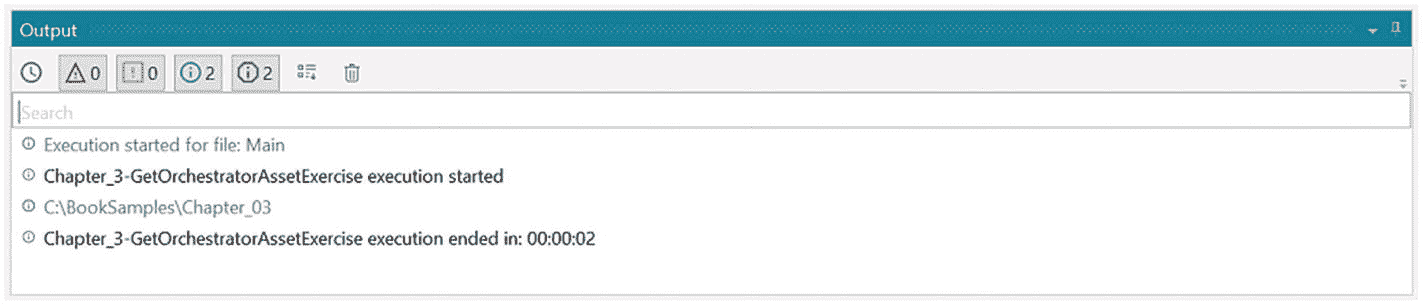 Output
0 0 2 2
Search
Execution started for file: Main
Chapter_3-GetOrchestratorAssetExercise execution started
C:\BookSamples\Chapter_03
Chapter_3-GetOrchestratorAssetExercise execution ended in: 00:00:02